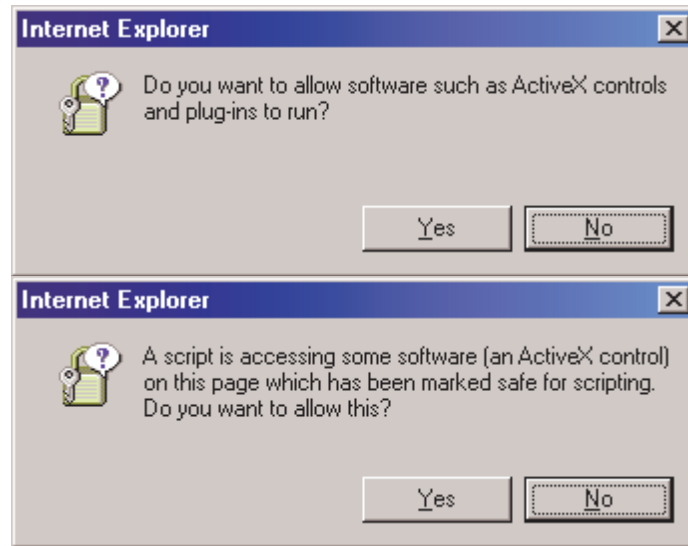 Internet Explorer
Do you want to allow software such as ActiveX controls
and plug-ins to run?
Yes No
Internet Explorer
A script is accessing some software (an ActiveX control)
on this page which has been marked safe for scripting.
Do you want to allow this?
Yes No